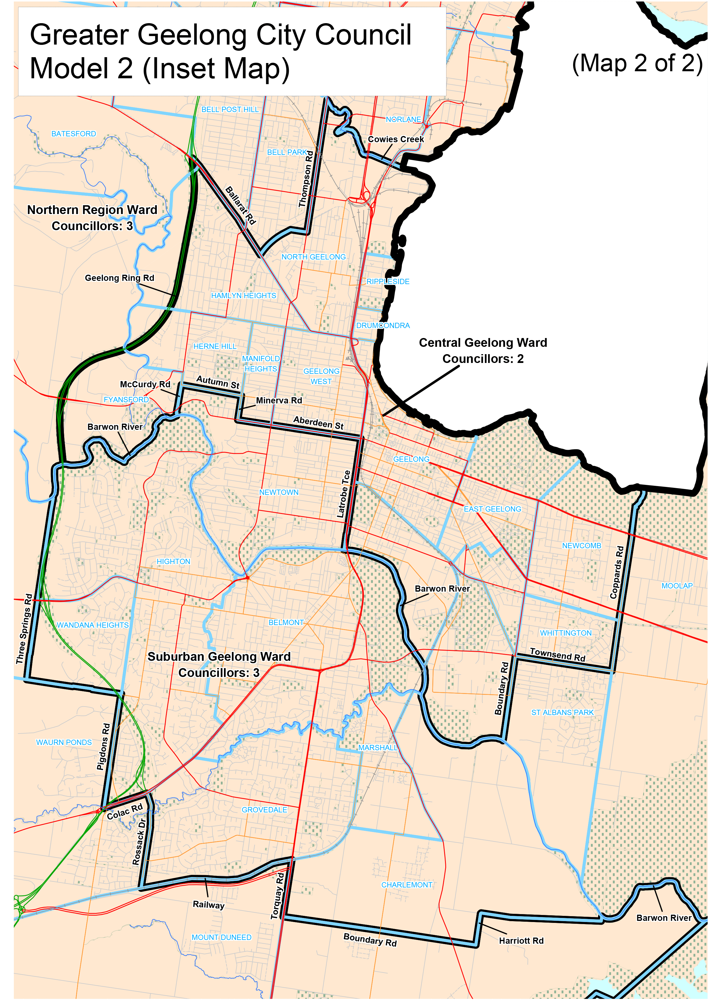 Greater Geelong City Council
Model 2 (Inset Map)
(Map 2 of 2)
BELL POST HILL
NORLANE
BATESFORD
Cowies Creek
BELL PARK
Thompson Rd
Ballarat Rd
Northern Region Ward
Councillors: 3
NORTH GEELONG
Geelong Ring Rd
RIPPLESIDE
HAMLYN HEIGHTS
DRUMCONDRA
Central Geelong Ward
Councillors: 2
HERNE HILL
MANIFOLD
HEIGHTS
GEELONG
WEST
Autumn St
McCurdy Rd
FYANSFORD
Minerva Rd
Aberdeen St
Barwon River
GEELONG
Latrobe Tce
NEWTOWN
EAST GEELONG
NEWCOMB
HIGHTON
Coppards Rd
Barwon River
MOOLAP
Three Springs Rd
WANDANA HEIGHTS
BELMONT
WHITTINGTON
Suburban Geelong Ward
Councillors: 3
Townsend Rd
Boundary Rd
ST ALBANS PARK
WAURN PONDS
Pigdons Rd
MARSHALL
Colac Rd
GROVEDALE
Rossack Dr
CHARLEMONT
Torquay Rd
Railway
Barwon River
MOUNT DUNEED
Boundary Rd
Harriott Rd